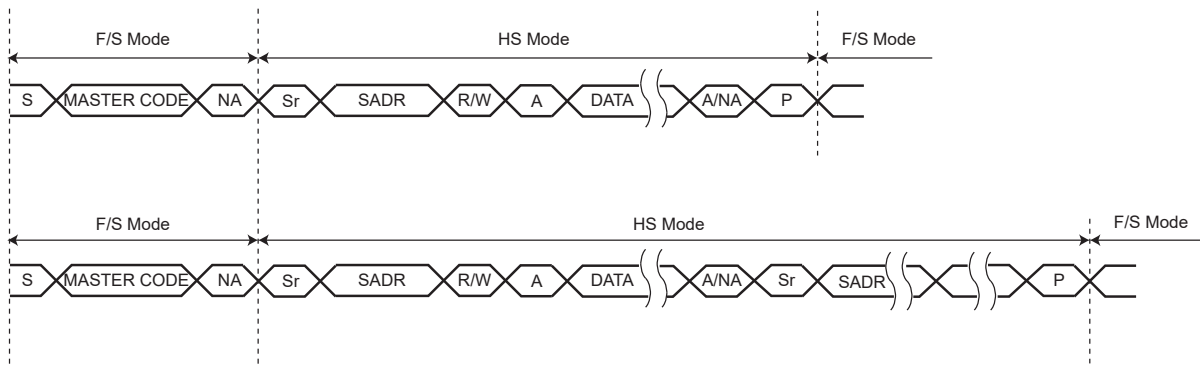 F/S Mode HS Mode F/S Mode
S MASTER CODE NA Sr SADR R/W A DATA A/NA P
F/S Mode HS Mode F/S Mode
S MASTER CODE NA Sr SADR R/W A DATA A/NA Sr SADR P